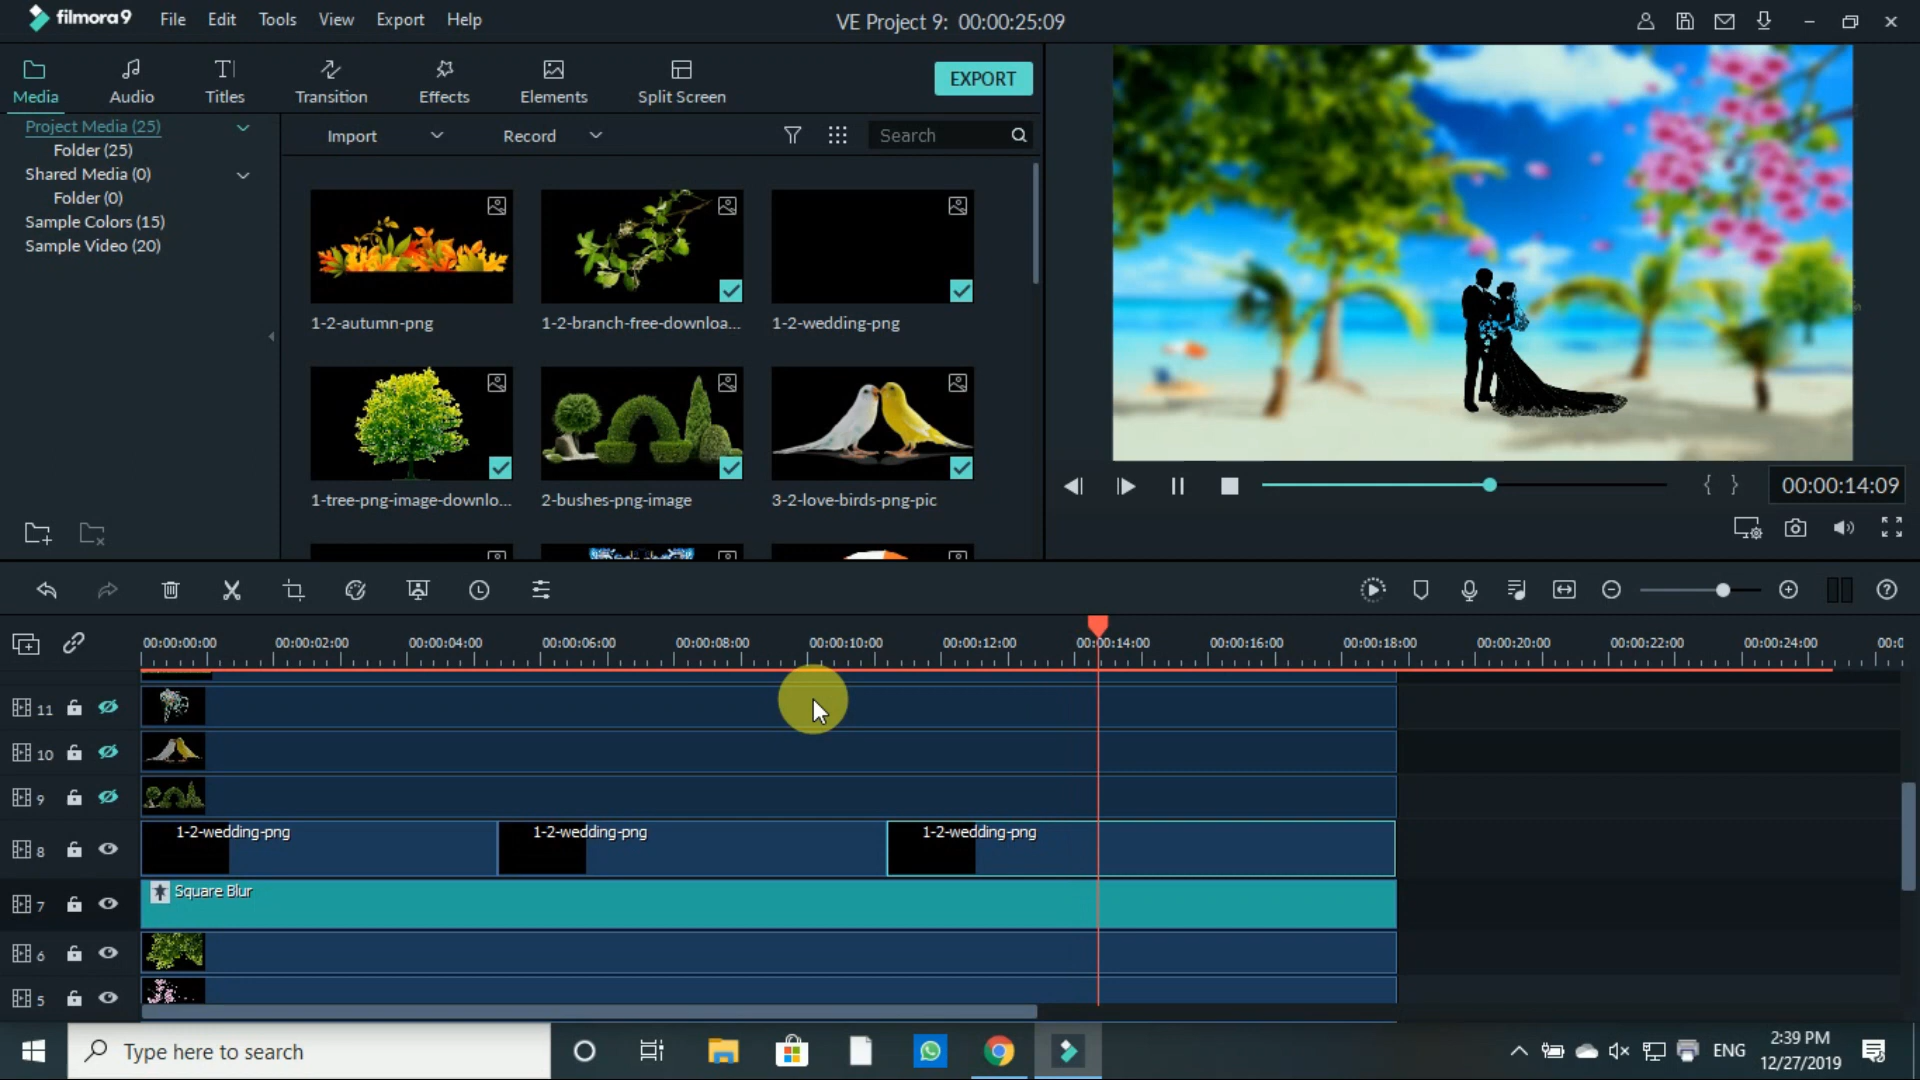 filmora9
File Edit Tools View Export Help
VE Project 9: 00:00:25:09
Media
Audio
Titles
Transition
Effects
Elements
Split Screen
EXPORT
Project Media (25)
Folder (25)
Shared Media (0)
Folder (0)
Sample Colors (15)
Sample Video (20)
Import
Record
Search
1-2-autumn-png
1-2-branch-free-downloa...
1-2-wedding-png
1-tree-png-image-downlo...
2-bushes-png-image
3-2-love-birds-png-pic
{ }
00:00:14:09
00:00:00:00 00:00:02:00 00:00:04:00 00:00:06:00 00:00:08:00 00:00:10:00 00:00:12:00 00:00:14:00 00:00:16:00 00:00:18:00 00:00:20:00 00:00:22:00 00:00:24:00 00:0
11
10
9
8
1-2-wedding-png 1-2-wedding-png 1-2-wedding-png
7
Square Blur
6
5
Type here to search
ENG
2:39 PM
12/27/2019